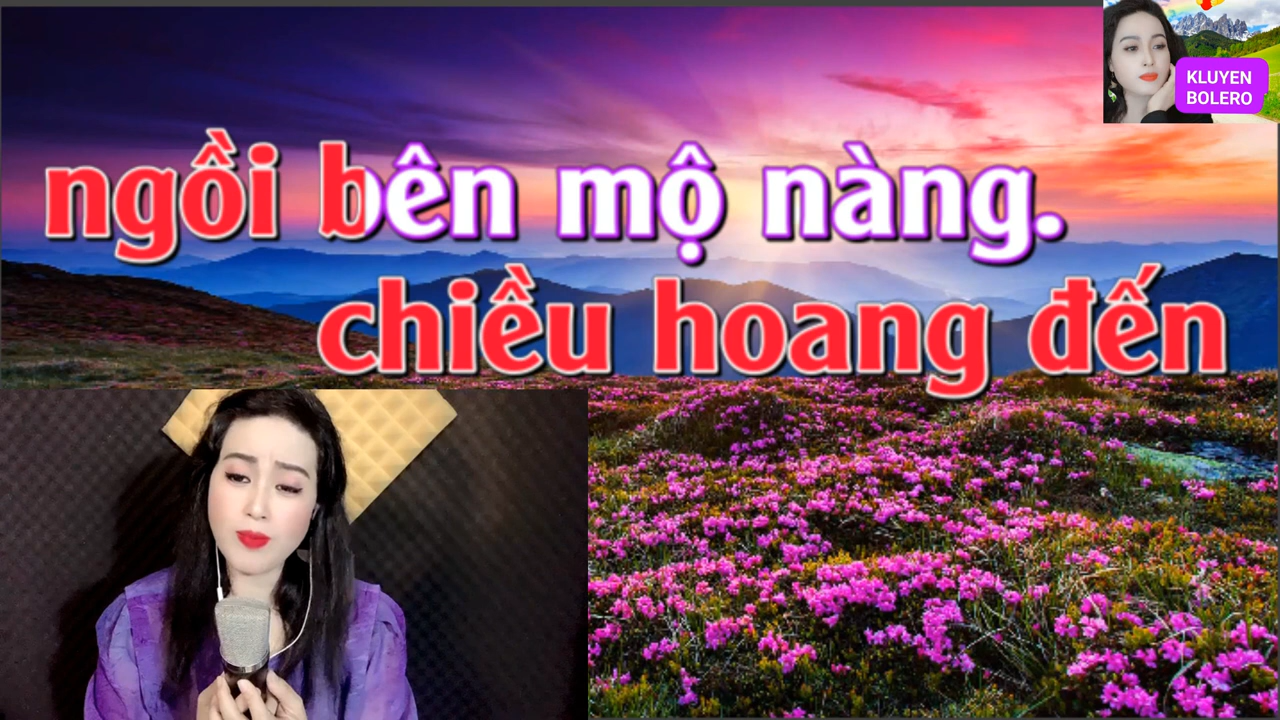 KLUYEN
BOLERO
ngồi bên mộ nàng.
chiều hoang đến